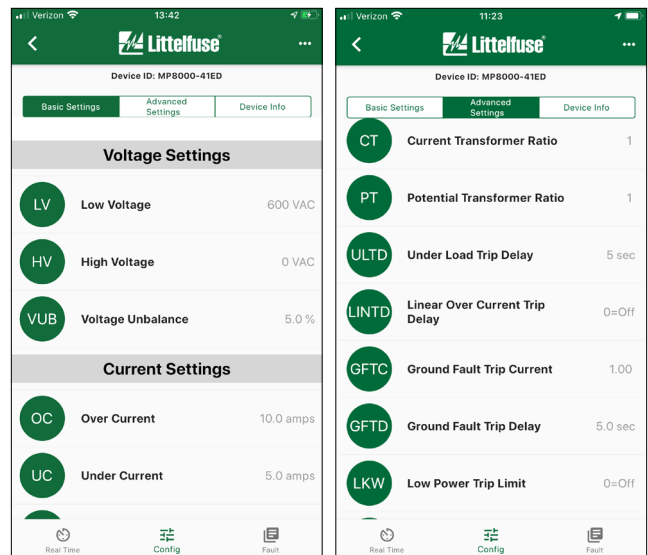 Verizon 13:42
Littelfuse®
Device ID: MP8000-41ED
Basic Settings Advanced Settings Device Info
Voltage Settings
LV Low Voltage 600 VAC
HV High Voltage 0 VAC
VUB Voltage Unbalance 5.0 %
Current Settings
OC Over Current 10.0 amps
UC Under Current 5.0 amps
Real Time Config Fault
Verizon 11:23
Littelfuse®
Device ID: MP8000-41ED
Basic Settings Advanced Settings Device Info
CT Current Transformer Ratio 1
PT Potential Transformer Ratio 1
ULTD Under Load Trip Delay 5 sec
LINTD Linear Over Current Trip Delay 0=Off
GFTC Ground Fault Trip Current 1.00
GFTD Ground Fault Trip Delay 5.0 sec
LKW Low Power Trip Limit 0=Off
Real Time Config Fault